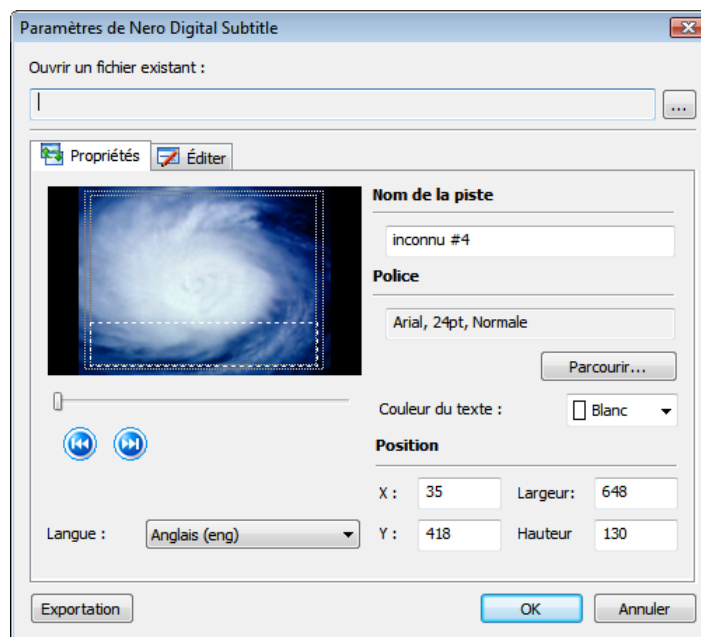 Paramètres de Nero Digital Subtitle
Ouvrir un fichier existant :
...
Propriétés
Éditer
Nom de la piste
inconnu #4
Police
Arial, 24pt, Normale
Parcourir...
Couleur du texte : Blanc
Position
X : 35 Largeur: 648
Langue : Anglais (eng) Y : 418 Hauteur 130
Exportation OK Annuler